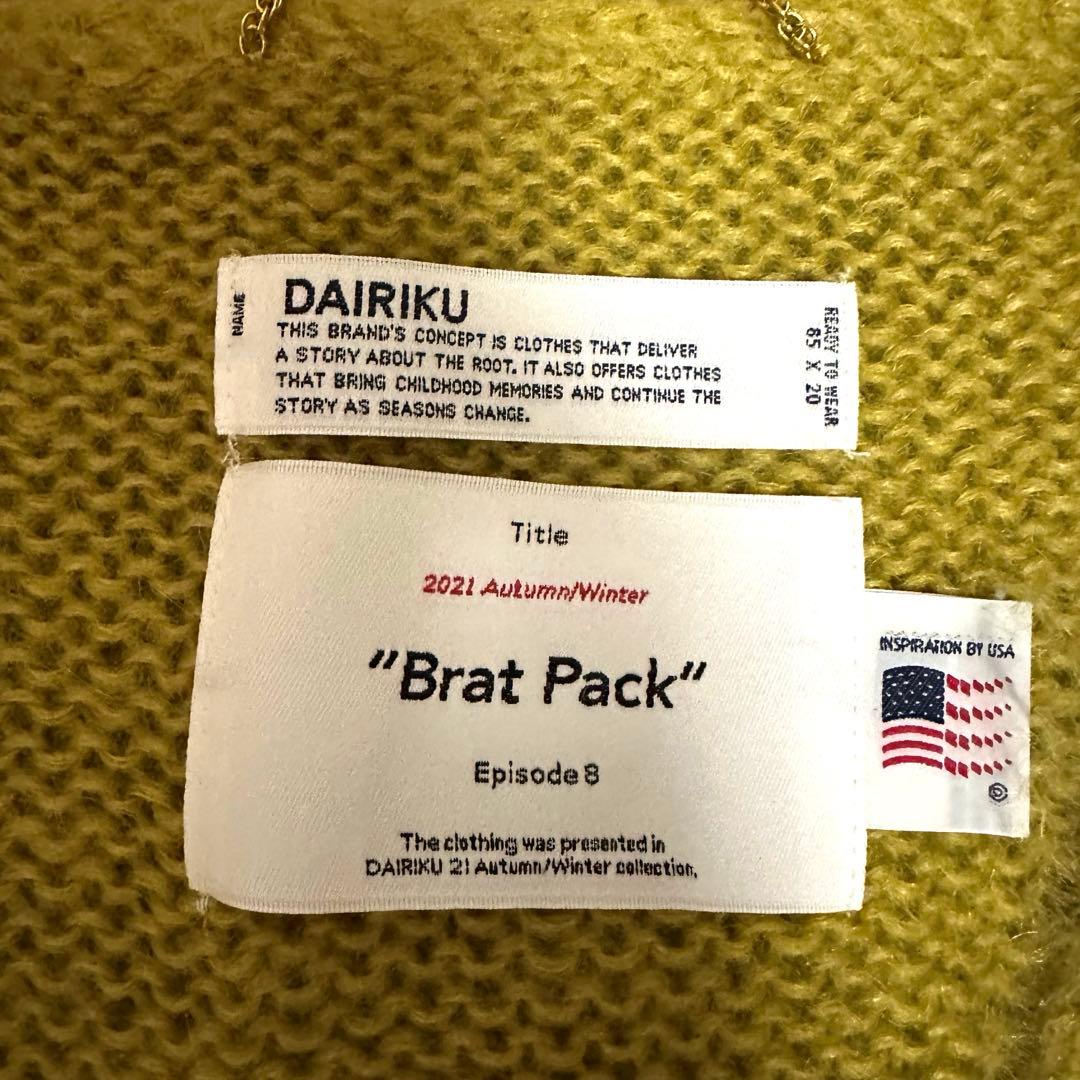 NAME
DAIRIKU
THIS BRAND'S CONCEPT IS CLOTHES THAT DELIVER
A STORY ABOUT THE ROOT. IT ALSO OFFERS CLOTHES
THAT BRING CHILDHOOD MEMORIES AND CONTINUE THE
STORY AS SEASONS CHANGE.
READY TO WEAR
85 X 20
Title
2021 Autumn/Winter
"Brat Pack"
Episode 8
The clothing was presented in
DAIRIKU 21 Autumn/Winter collection.
INSPIRATION BY USA
©